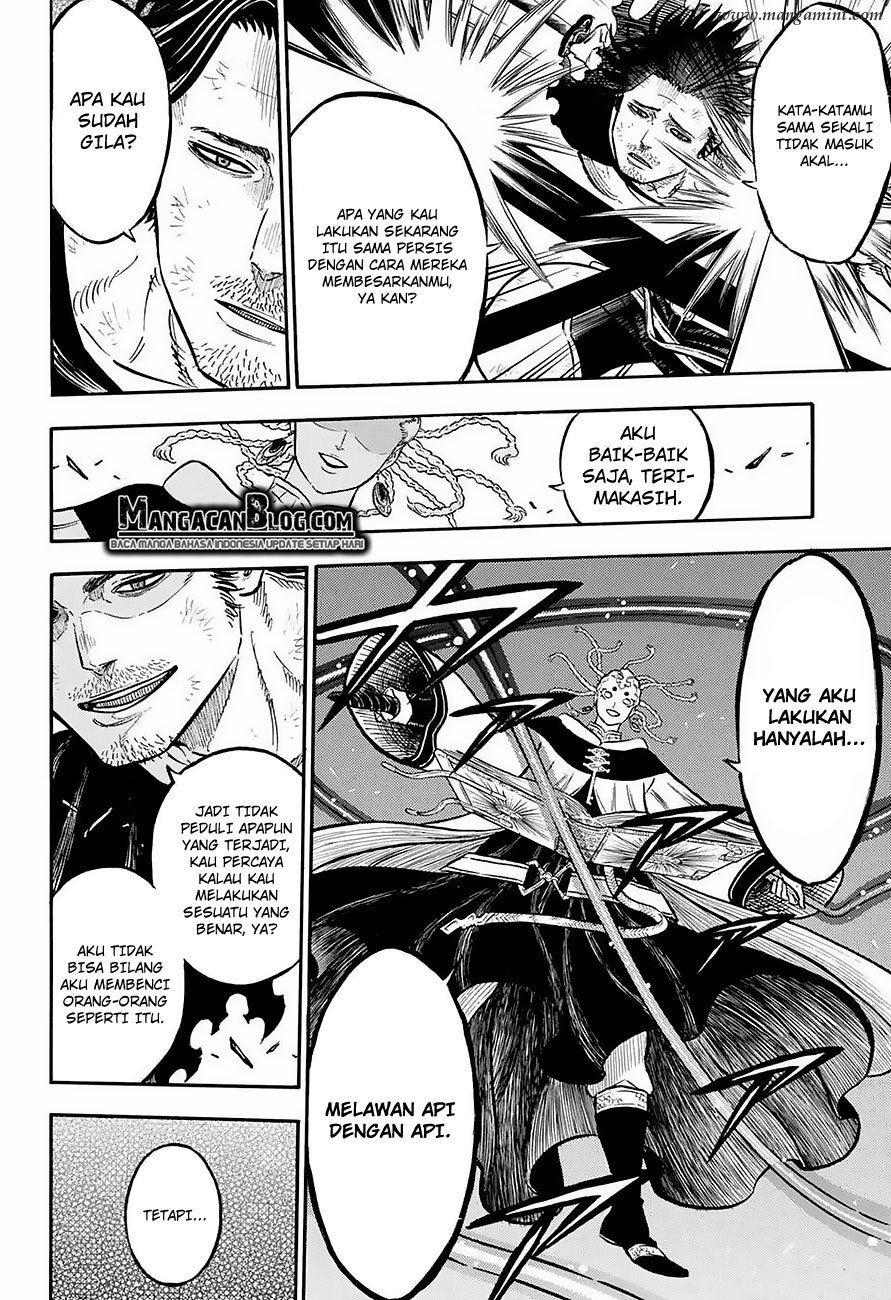 www.mangamint.com
KATA-KATAMU
SAMA SEKALI
TIDAK MASUK
AKAL...
APA YANG KAU
LAKUKAN SEKARANG
ITU SAMA PERSIS
DENGAN CARA MEREKA
MEMBESARKANMU,
YA KAN?
APA KAU
SUDAH
GILA?
AKU
BAIK-BAIK
SAJA, TERI-
MAKASIH.
MANGACANBLOG.COM
BACA MANGA BAHASA INDONESIA UPDATE SETIAP HARI
YANG AKU
LAKUKAN
HANYALAH...
MELAWAN API
DENGAN API.
JADI TIDAK
PEDULI APAPUN
YANG TERJADI,
KAU PERCAYA
KALAU KAU
MELAKUKAN
SESUATU YANG
BENAR, YA?
AKU TIDAK
BISA BILANG
AKU MEMBENCI
ORANG-ORANG
SEPERTI ITU.
TETAPI...